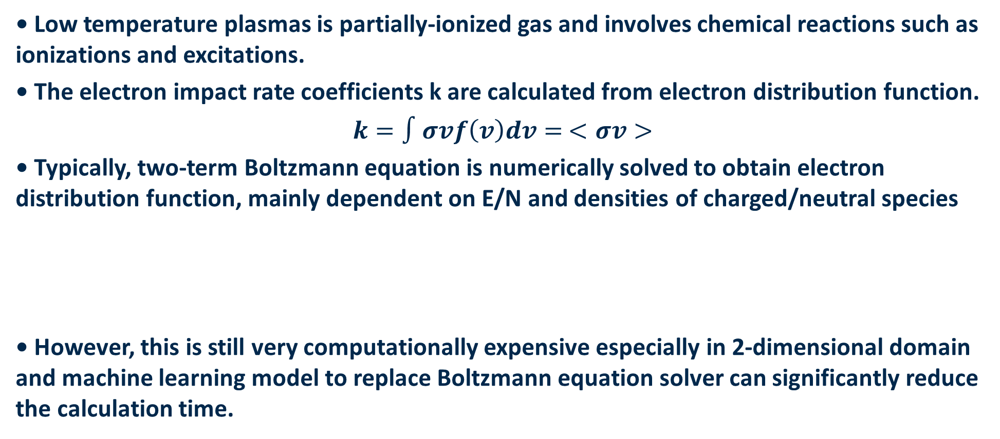 • Low temperature plasmas is partially-ionized gas and involves chemical reactions such as
ionizations and excitations.
• The electron impact rate coefficients k are calculated from electron distribution function.
k = ∫ σvf(v)dv = < σv >
• Typically, two-term Boltzmann equation is numerically solved to obtain electron
distribution function, mainly dependent on E/N and densities of charged/neutral species
• However, this is still very computationally expensive especially in 2-dimensional domain
and machine learning model to replace Boltzmann equation solver can significantly reduce
the calculation time.